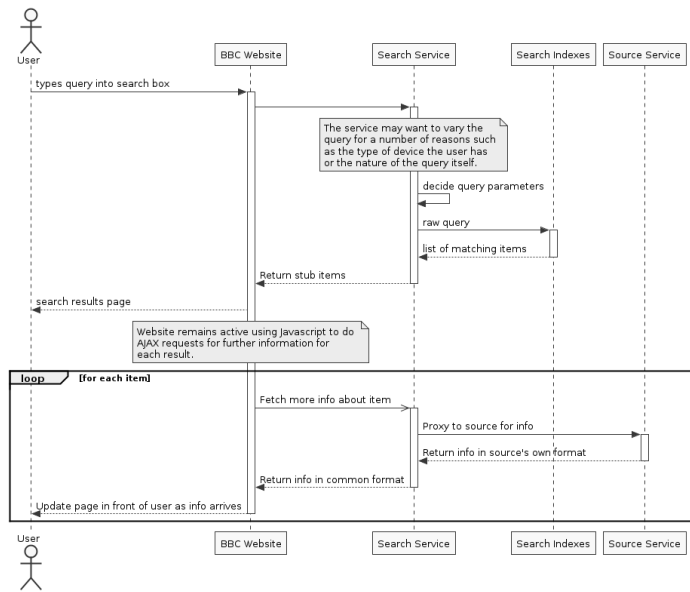 User
BBC Website
Search Service
Search Indexes
Source Service
types query into search box
The service may want to vary the
query for a number of reasons such
as the type of device the user has
or the nature of the query itself.
decide query parameters
raw query
list of matching items
Return stub items
search results page
Website remains active using Javascript to do
AJAX requests for further information for
each result.
loop [for each item]
Fetch more info about item
Proxy to source for info
Return info in source's own format
Return info in common format
Update page in front of user as info arrives
User
BBC Website
Search Service
Search Indexes
Source Service